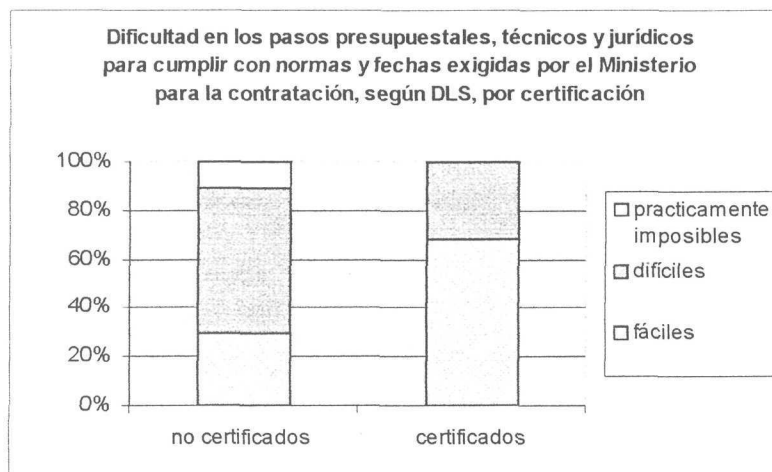 Dificultad en los pasos presupuestales, técnicos y jurídicos
para cumplir con normas y fechas exigidas por el Ministerio
para la contratación, según DLS, por certificación
100%
80%
60%
40%
20%
0%
no certificados
certificados
practicamente
imposibles
difíciles
fáciles